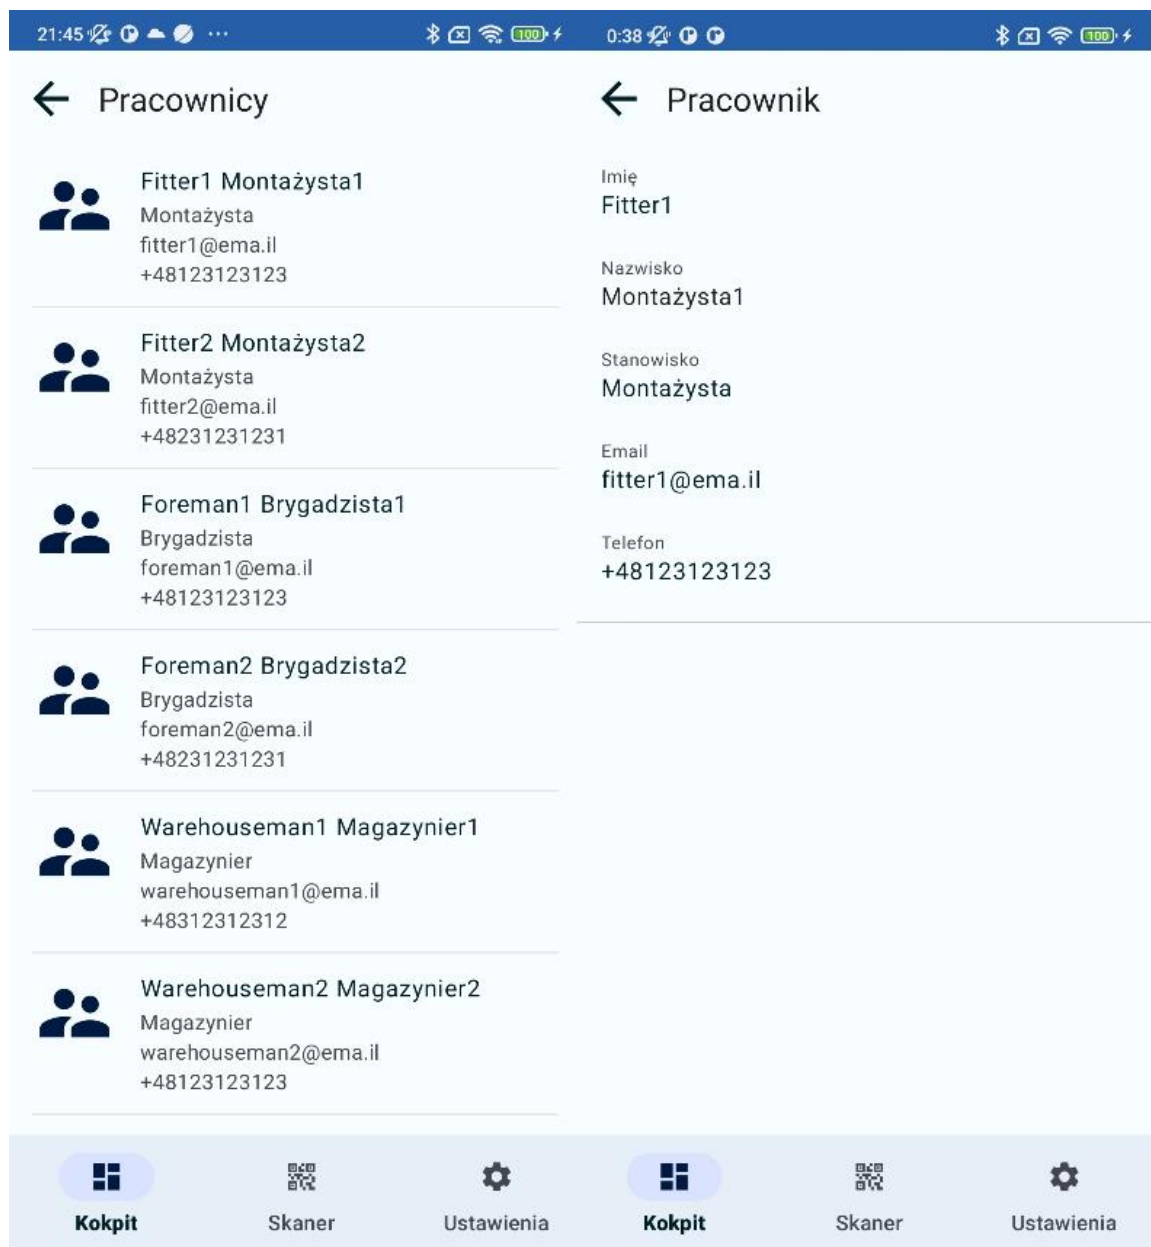 21:45
100
Pracownicy
Fitter1 Montażysta1
Montażysta
fitter1@ema.il
+48123123123
Fitter2 Montażysta2
Montażysta
fitter2@ema.il
+48231231231
Foreman1 Brygadzista1
Brygadzista
foreman1@ema.il
+48123123123
Foreman2 Brygadzista2
Brygadzista
foreman2@ema.il
+48231231231
Warehouseman1 Magazynier1
Magazynier
warehouseman1@ema.il
+48312312312
Warehouseman2 Magazynier2
Magazynier
warehouseman2@ema.il
+48123123123
Kokpit Skaner Ustawienia
0:38
100
Pracownik
Imię
Fitter1
Nazwisko
Montażysta1
Stanowisko
Montażysta
Email
fitter1@ema.il
Telefon
+48123123123
Kokpit Skaner Ustawienia